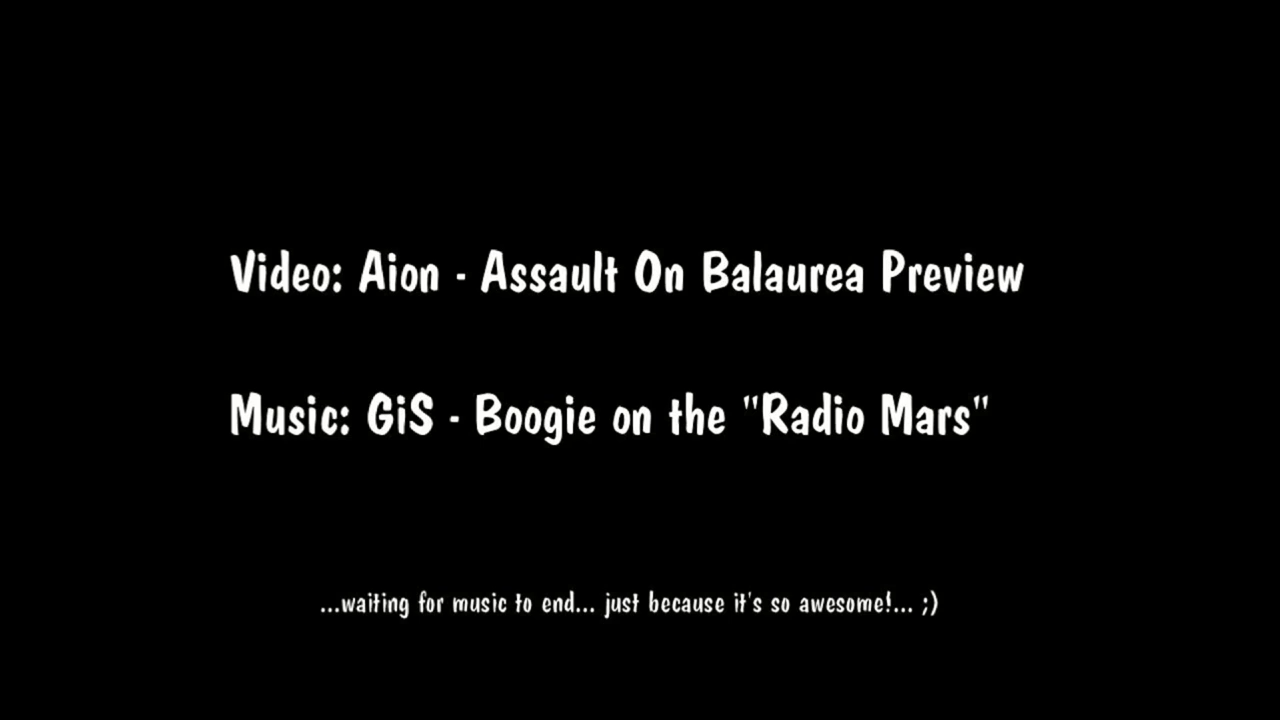 Video: Aion - Assault On Balaurea Preview
Music: GiS - Boogie on the "Radio Mars"
...waiting for music to end... just because it's so awesome!... ;)